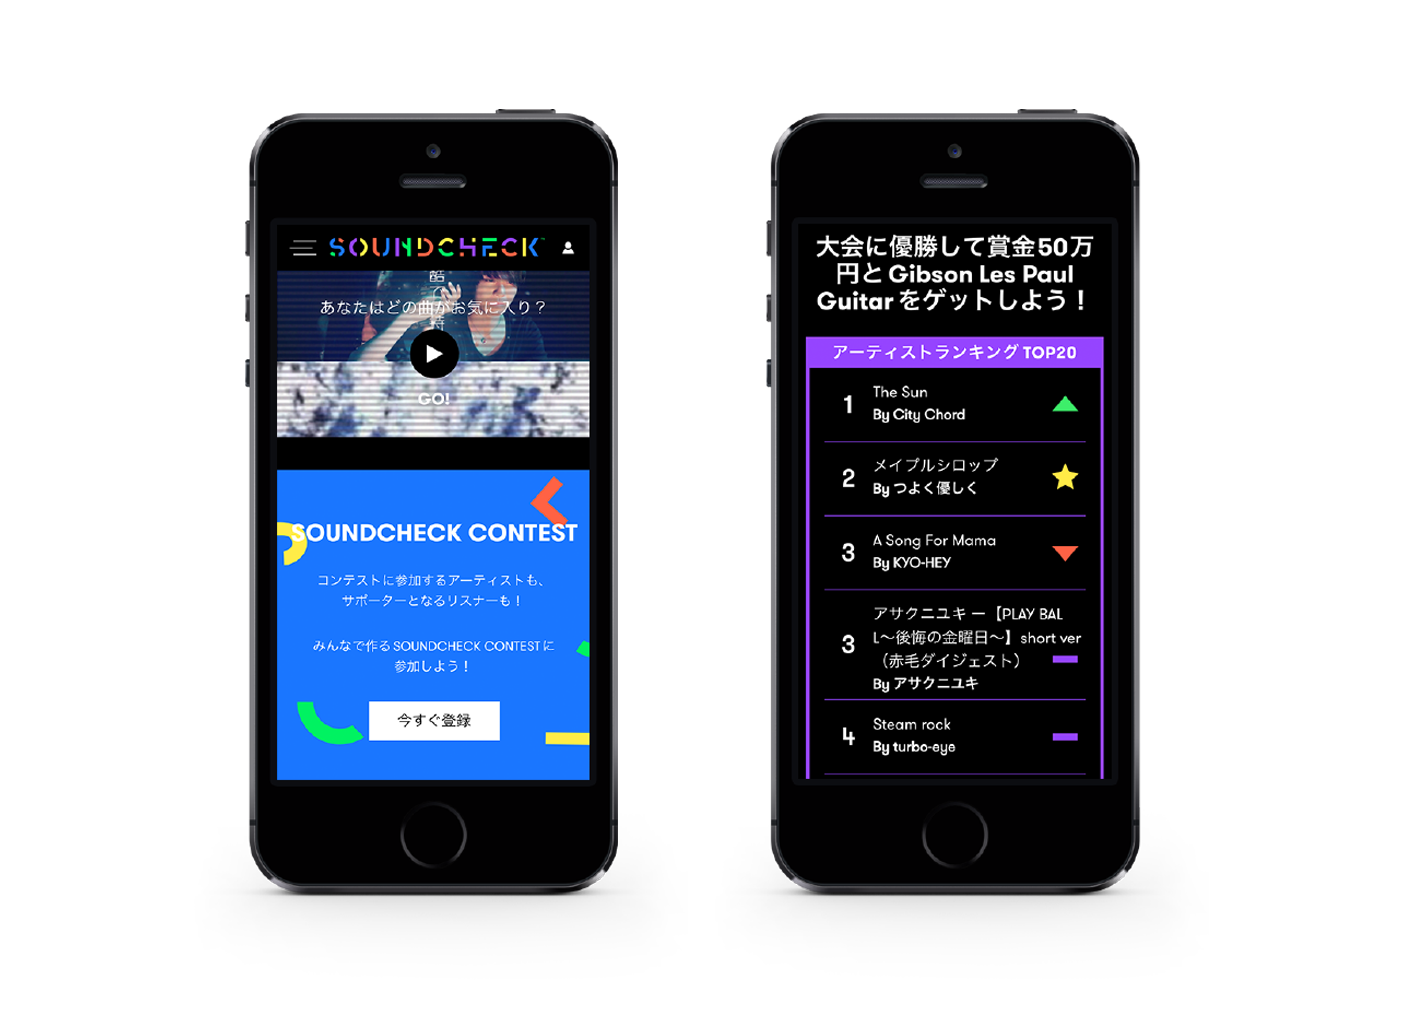 SOUNDCHECK
酷
で
時
あなたはどの曲がお気に入り？
GO!
SOUNDCHECK CONTEST
コンテストに参加するアーティストも、
サポーターとなるリスナーも！
みんなで作る SOUNDCHECK CONTEST に
参加しよう！
今すぐ登録
大会に優勝して賞金50万
円と Gibson Les Paul
Guitar をゲットしよう！
アーティストランキング TOP20
1
The Sun
By City Chord
2
メイプルシロップ
By つよく優しく
3
A Song For Mama
By KYO-HEY
3
アサクニユキ ー【PLAY BAL
L〜後悔の金曜日〜】short ver
（赤毛ダイジェスト）
By アサクニユキ
4
Steam rock
By turbo-eye